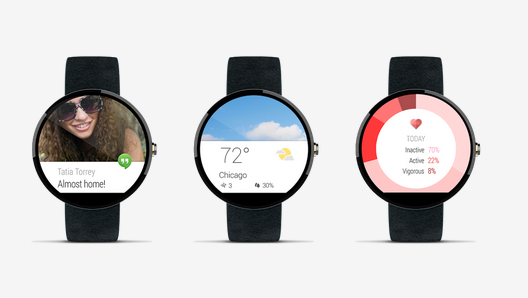 Tatia Torrey
Almost home!
72°
Chicago
3 30%
TODAY
Inactive 70%
Active 22%
Vigorous 8%